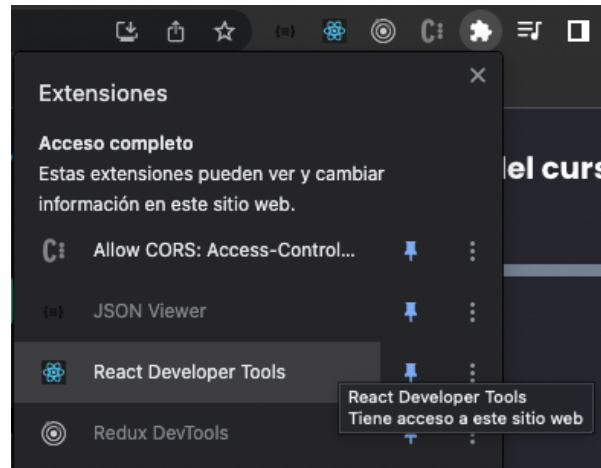 Extensiones
Acceso completo
Estas extensiones pueden ver y cambiar
información en este sitio web.
Allow CORS: Access-Control...
JSON Viewer
React Developer Tools
React Developer Tools
Tiene acceso a este sitio web
Redux DevTools
el curs